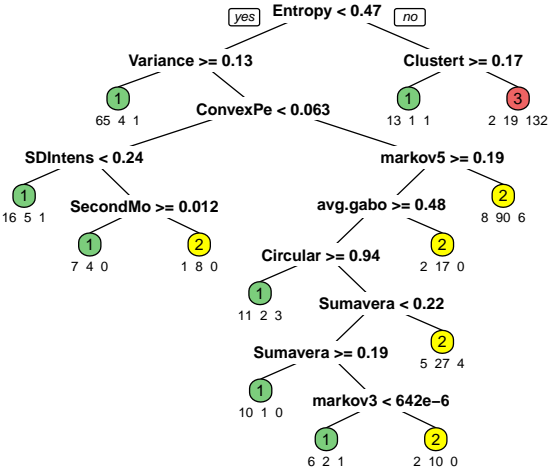 Entropy < 0.47
yes
no
Variance >= 0.13
Clustert >= 0.17
1
65 4 1
ConvexPe < 0.063
1
13 1 1
3
2 19 132
SDIntens < 0.24
markov5 >= 0.19
1
16 5 1
SecondMo >= 0.012
avg.gabo >= 0.48
2
8 90 6
1
7 4 0
2
1 8 0
Circular >= 0.94
2
2 17 0
1
11 2 3
Sumavera < 0.22
Sumavera >= 0.19
2
5 27 4
1
10 1 0
markov3 < 642e−6
1
6 2 1
2
2 10 0